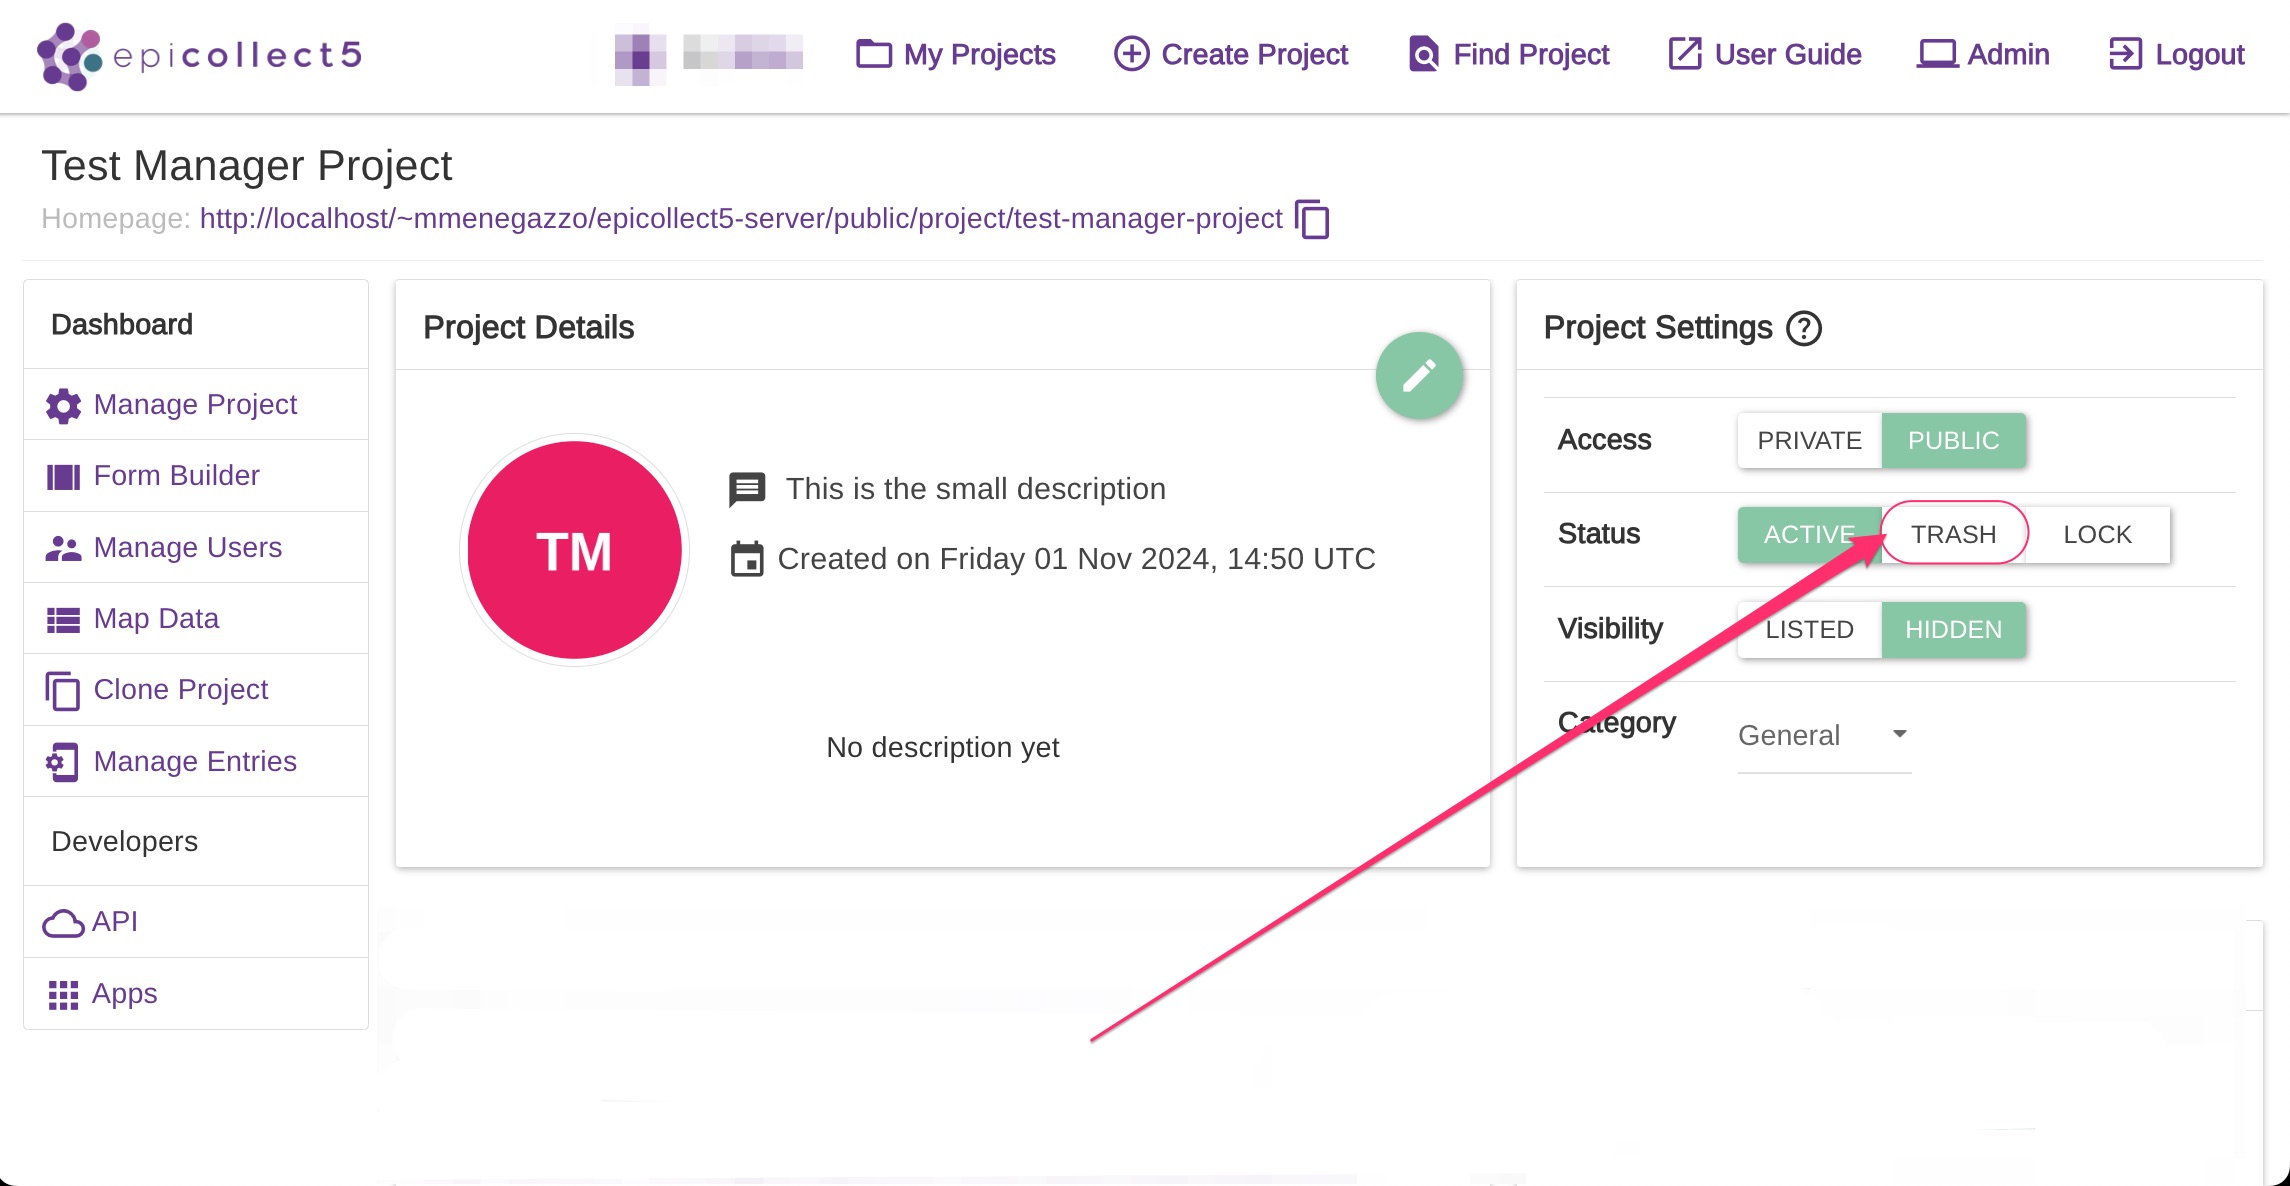 epicollect5
My Projects
Create Project
Find Project
User Guide
Admin
Logout
Test Manager Project
Homepage: http://localhost/~mmenegazzo/epicollect5-server/public/project/test-manager-project
Dashboard
Manage Project
Form Builder
Manage Users
Map Data
Clone Project
Manage Entries
Developers
API
Apps
Project Details
TM
This is the small description
Created on Friday 01 Nov 2024, 14:50 UTC
No description yet
Project Settings ?
Access
PRIVATE
PUBLIC
Status
ACTIVE
TRASH
LOCK
Visibility
LISTED
HIDDEN
Category
General